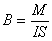 B = M / IS